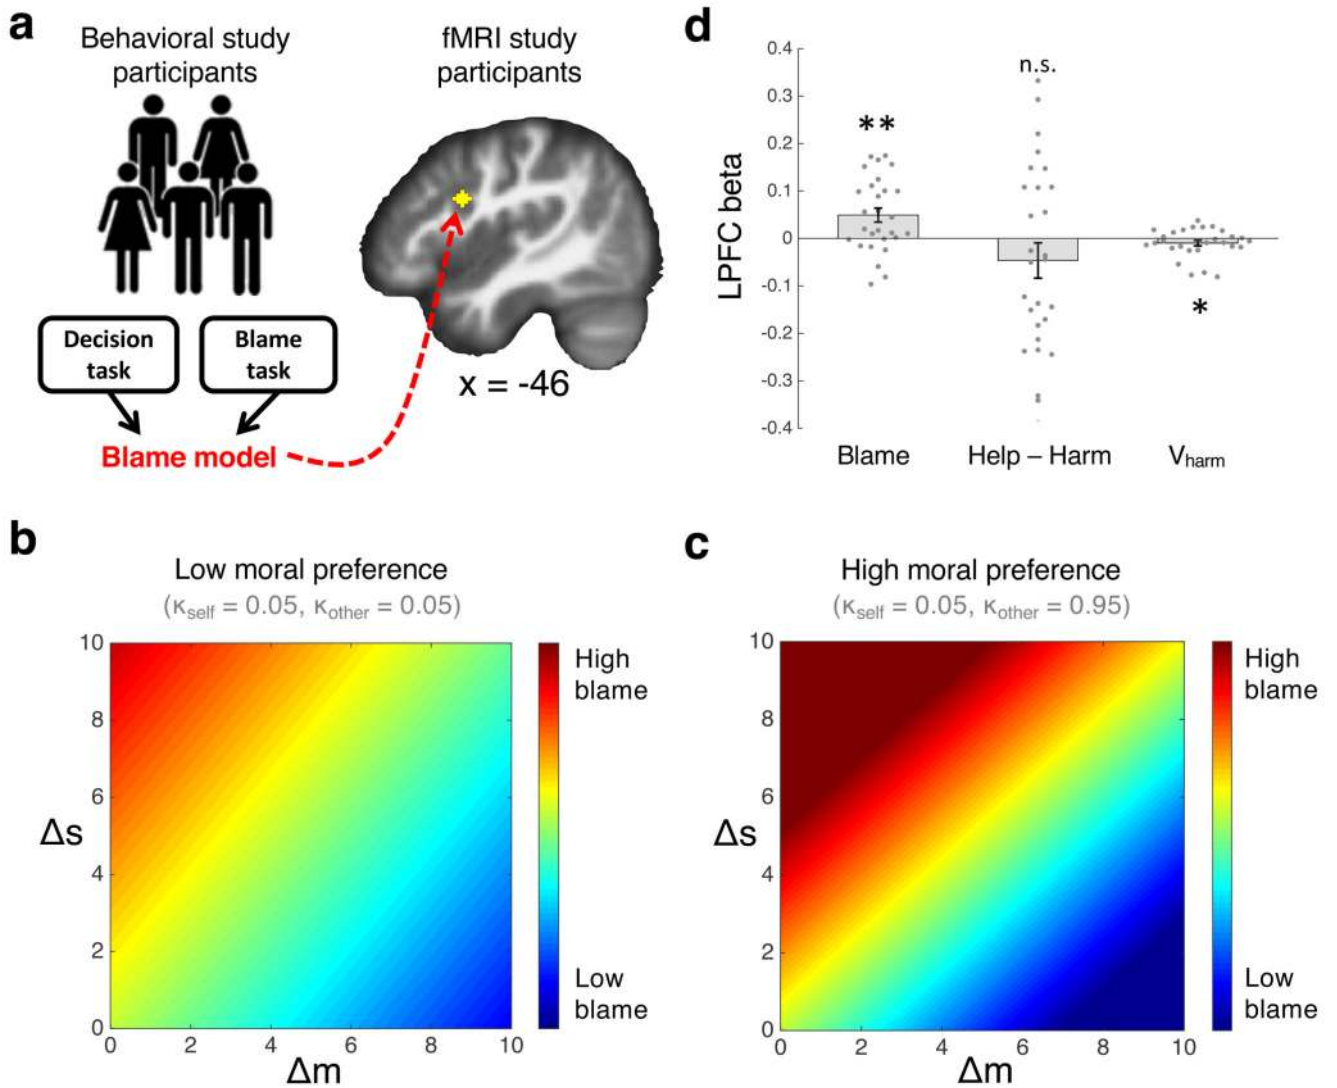 a
Behavioral study
participants
fMRI study
participants
Decision
task
Blame
task
Blame model
x = -46
d
0.4
0.3
0.2
0.1
0
-0.1
-0.2
-0.3
-0.4
LPFC beta
**
n.s.
*
Blame
Help – Harm
Vharm
b
Low moral preference
(κself = 0.05, κother = 0.05)
10
8
6
4
2
0
Δs
0 2 4 6 8 10
Δm
High
blame
Low
blame
c
High moral preference
(κself = 0.05, κother = 0.95)
10
8
6
4
2
0
Δs
0 2 4 6 8 10
Δm
High
blame
Low
blame